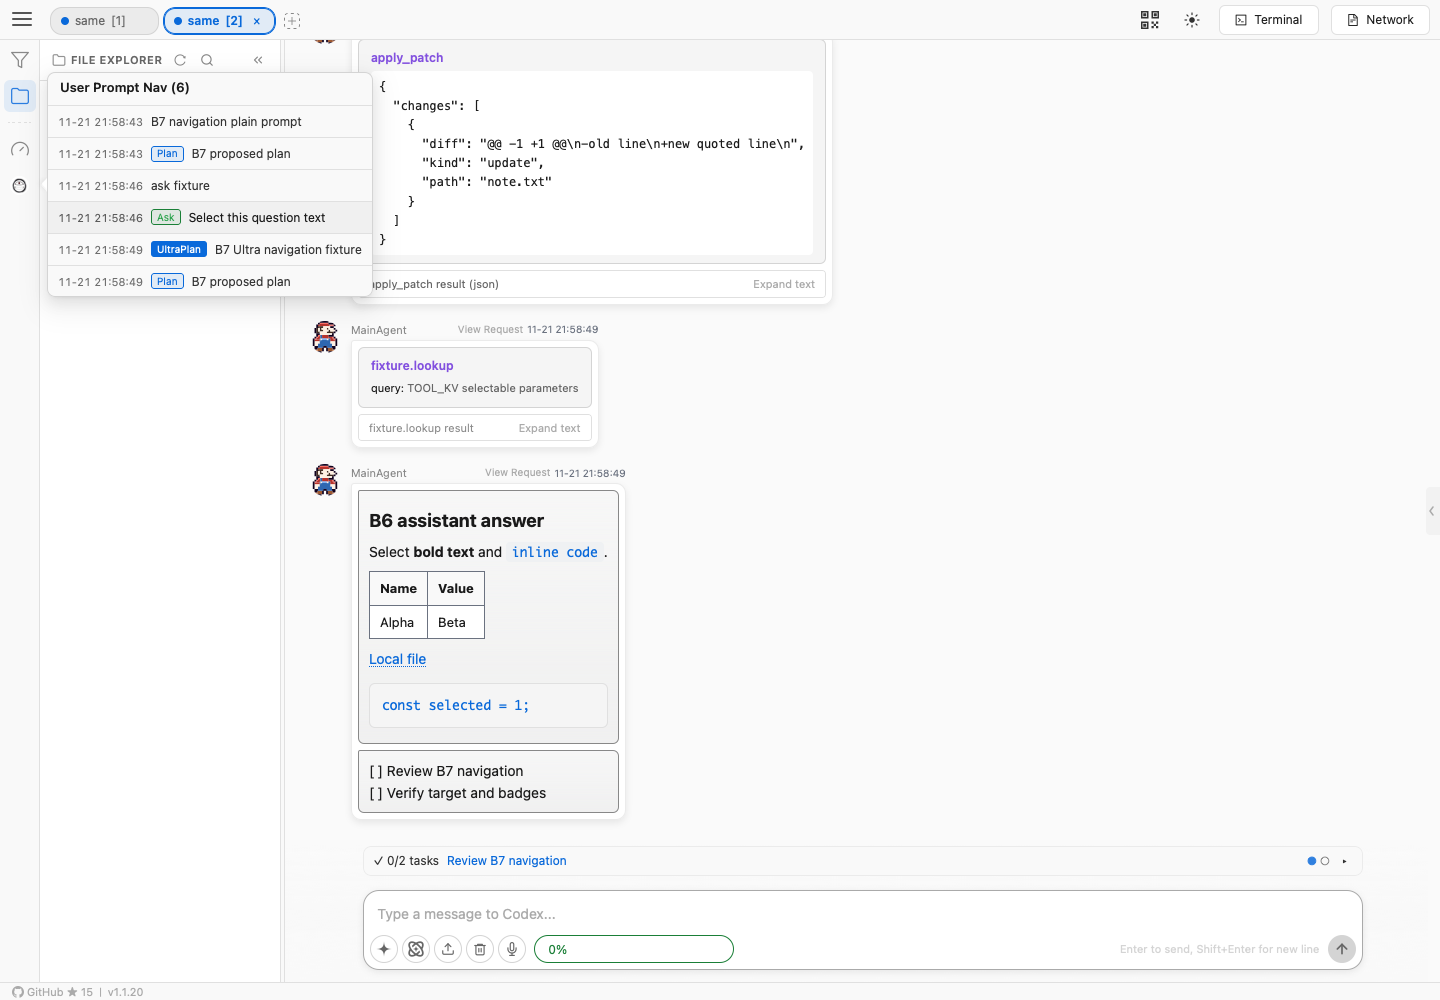 same [1]
same [2] ×
Terminal
Network
FILE EXPLORER
User Prompt Nav (6)
11-21 21:58:43 B7 navigation plain prompt
11-21 21:58:43 Plan B7 proposed plan
11-21 21:58:46 ask fixture
11-21 21:58:46 Ask Select this question text
11-21 21:58:49 UltraPlan B7 Ultra navigation fixture
11-21 21:58:49 Plan B7 proposed plan
apply_patch
{
"changes": [
{
"diff": "@@ -1 +1 @@\n-old line\n+new quoted line\n",
"kind": "update",
"path": "note.txt"
}
]
}
apply_patch result (json) Expand text
MainAgent View Request 11-21 21:58:49
fixture.lookup
query: TOOL_KV selectable parameters
fixture.lookup result Expand text
MainAgent View Request 11-21 21:58:49
B6 assistant answer
Select bold text and inline code .
Name Value
Alpha Beta
Local file
const selected = 1;
[ ] Review B7 navigation
[ ] Verify target and badges
✓ 0/2 tasks Review B7 navigation
Type a message to Codex...
0%
Enter to send, Shift+Enter for new line
GitHub ★ 15 | v1.1.20